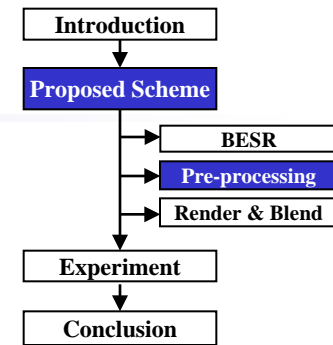 Introduction
Proposed Scheme
BESR
Pre-processing
Render & Blend
Experiment
Conclusion